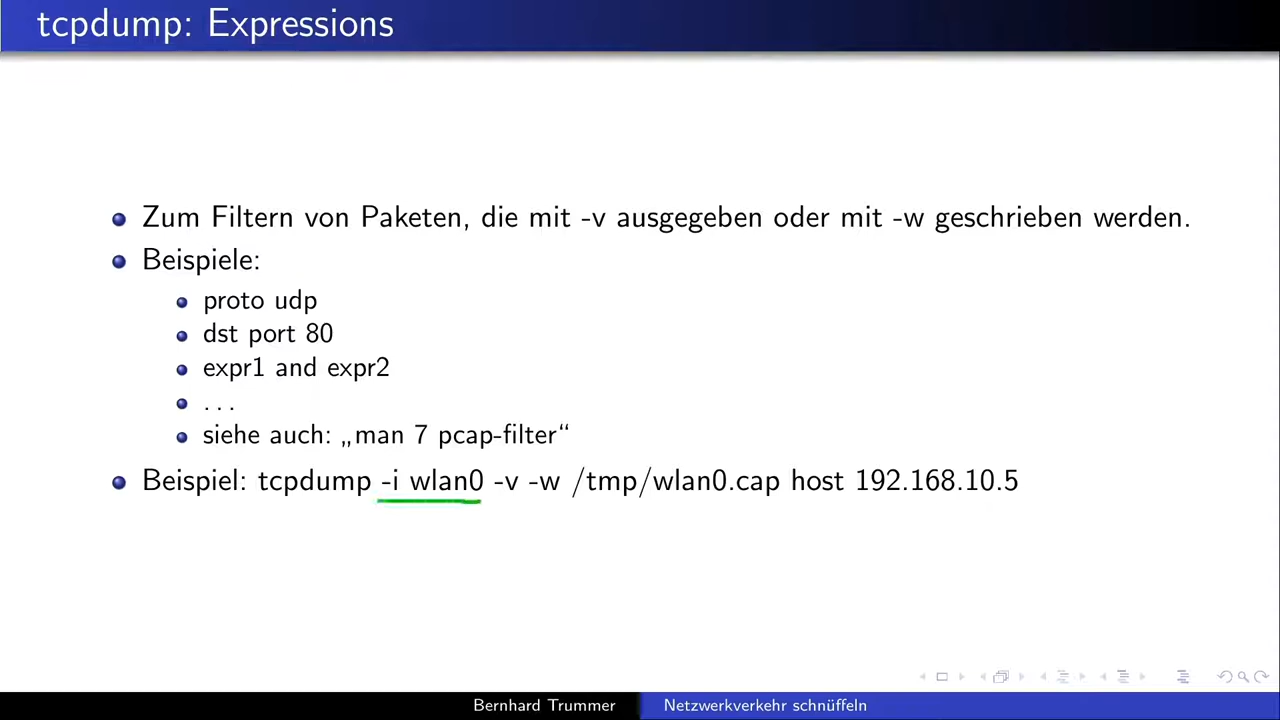 tcpdump: Expressions
Zum Filtern von Paketen, die mit -v ausgegeben oder mit -w geschrieben werden.
Beispiele:
proto udp
dst port 80
expr1 and expr2
. . .
siehe auch: „man 7 pcap-filter“
Beispiel: tcpdump -i wlan0 -v -w /tmp/wlan0.cap host 192.168.10.5
Bernhard Trummer
Netzwerkverkehr schnüffeln